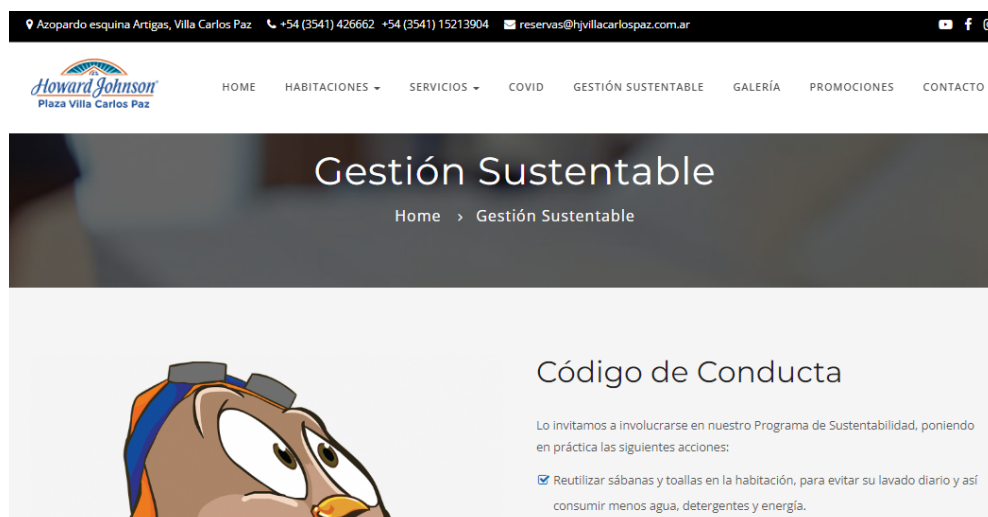 Azopardo esquina Artigas, Villa Carlos Paz +54 (3541) 426662 +54 (3541) 15213904 reservas@hjvillacarlospaz.com.ar
Howard Johnson®
Plaza Villa Carlos Paz
HOME HABITACIONES SERVICIOS COVID GESTIÓN SUSTENTABLE GALERÍA PROMOCIONES CONTACTO
Gestión Sustentable
Home › Gestión Sustentable
Código de Conducta
Lo invitamos a involucrarse en nuestro Programa de Sustentabilidad, poniendo
en práctica las siguientes acciones:
Reutilizar sábanas y toallas en la habitación, para evitar su lavado diario y así
consumir menos agua, detergentes y energía.